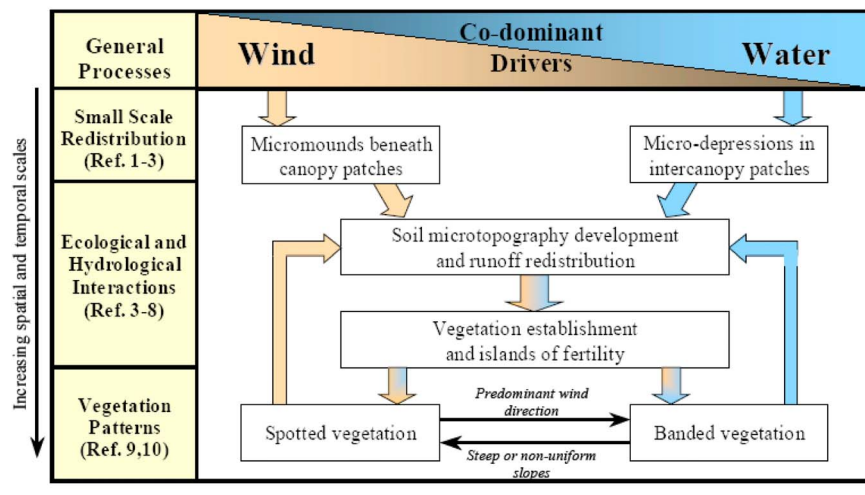 General
Processes
Wind
Co-dominant
Drivers
Water
Increasing spatial and temporal scales
Small Scale
Redistribution
(Ref. 1-3)
Micromounds beneath
canopy patches
Micro-depressions in
intercanopy patches
Ecological and
Hydrological
Interactions
(Ref. 3-8)
Soil microtopography development
and runoff redistribution
Vegetation establishment
and islands of fertility
Vegetation
Patterns
(Ref. 9,10)
Spotted vegetation
Predominant wind
direction
Steep or non-uniform
slopes
Banded vegetation